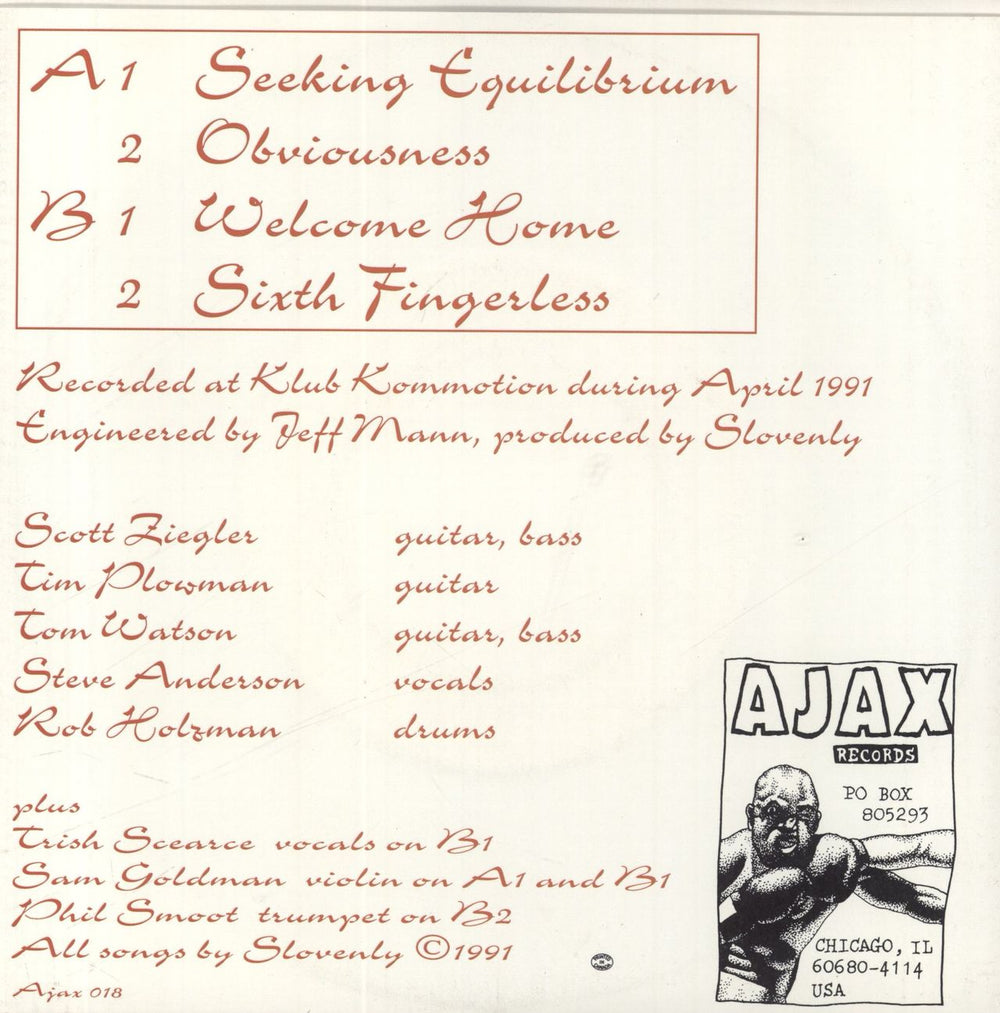 A 1 Seeking Equilibrium
2 Obviousness
B 1 Welcome Home
2 Sixth Fingerless
Recorded at Klub Kommotion during April 1991
Engineered by Jeff Mann, produced by Slovenly
Scott Ziegler guitar, bass
Tim Plowman guitar
Tom Watson guitar, bass
Steve Anderson vocals
Rob Holzman drums
plus
Trish Scearce vocals on B1
Sam Goldman violin on A1 and B1
Phil Smoot trumpet on B2
All songs by Slovenly ©1991
Ajax 018
AJAX
RECORDS
PO BOX
805293
CHICAGO, IL
60680-4114
USA